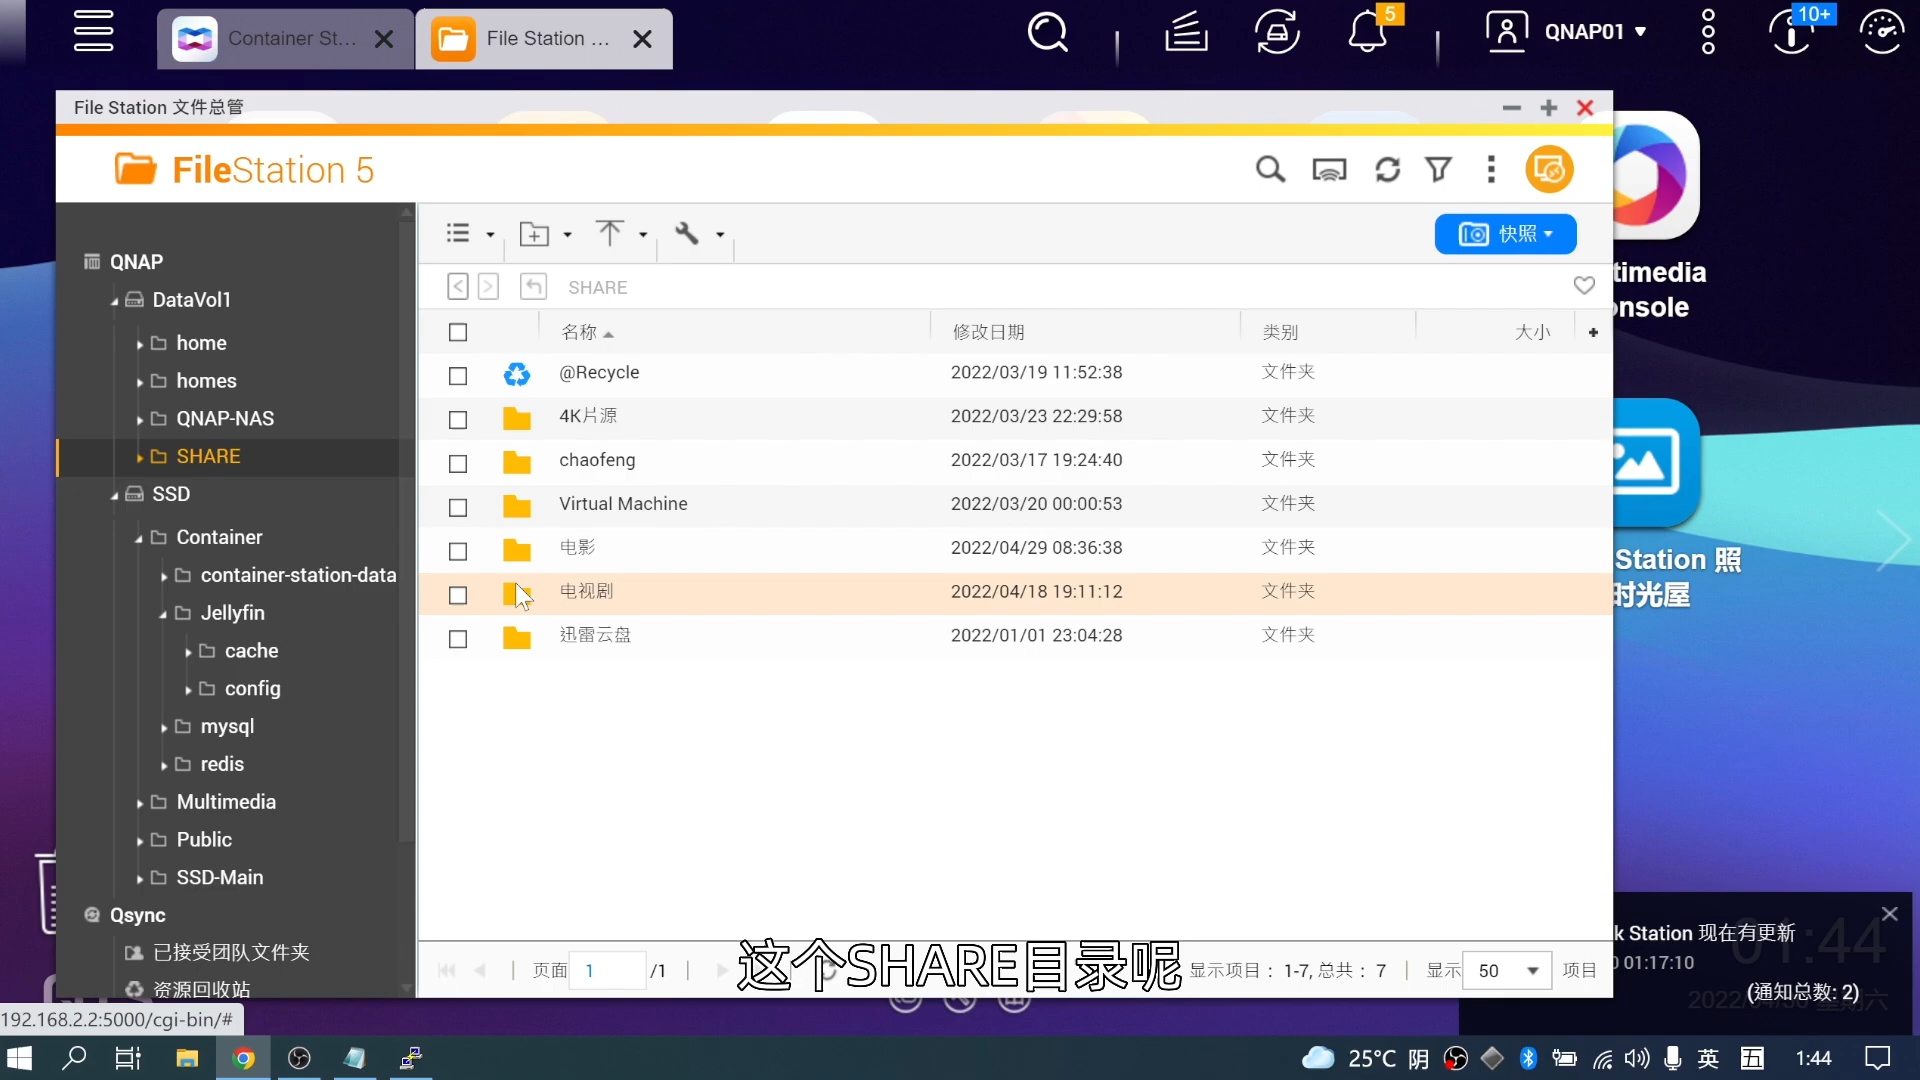 Container St...
File Station ...
5
QNAP01
10+
File Station 文件总管
FileStation 5
快照
SHARE
QNAP
DataVol1
home
homes
QNAP-NAS
SHARE
SSD
Container
container-station-data
Jellyfin
cache
config
mysql
redis
Multimedia
Public
SSD-Main
Qsync
已接受团队文件夹
资源回收站
名称 修改日期 类别 大小
@Recycle 2022/03/19 11:52:38 文件夹
4K片源 2022/03/23 22:29:58 文件夹
chaofeng 2022/03/17 19:24:40 文件夹
Virtual Machine 2022/03/20 00:00:53 文件夹
电影 2022/04/29 08:36:38 文件夹
电视剧 2022/04/18 19:11:12 文件夹
迅雷云盘 2022/01/01 23:04:28 文件夹
页面 1 /1
显示项目： 1-7, 总共： 7 显示 50 项目
这个SHARE目录呢
timedia
onsole
Station 照
时光屋
k Station 现在有更新
01:17:10
01:44
(通知总数: 2)
192.168.2.2:5000/cgi-bin/#
25°C 阴
英
五
1:44